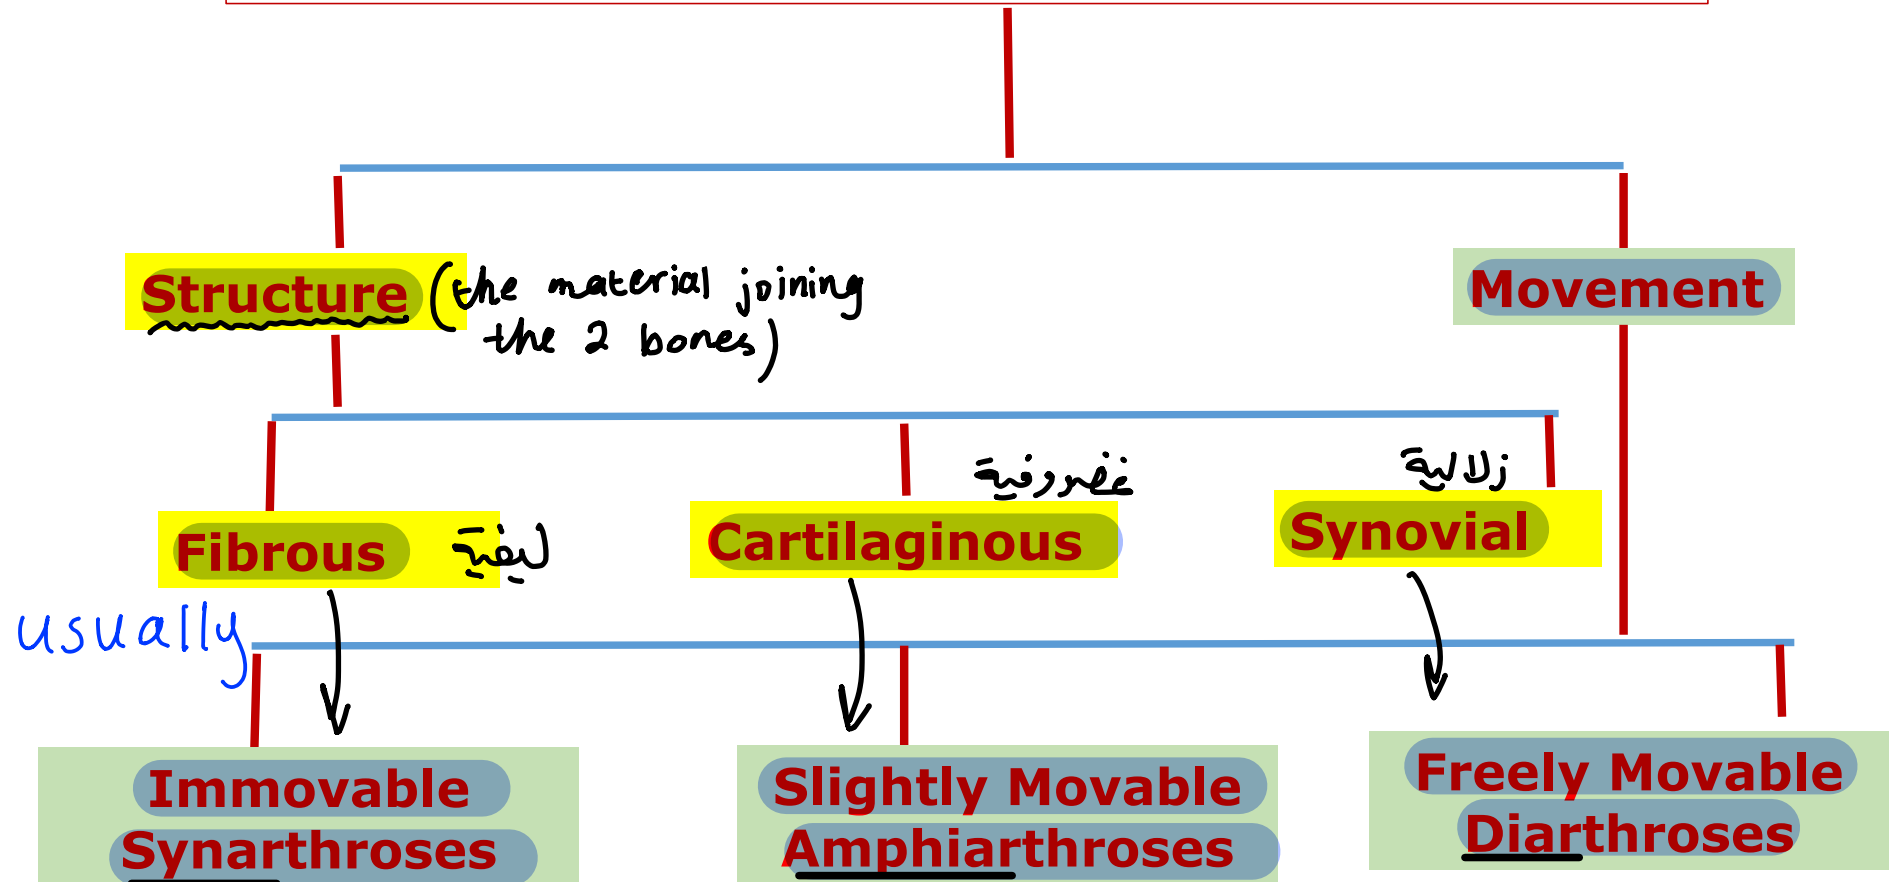 Structure (the material joining
the 2 bones)
Movement
غضروفية
زلالية
Fibrous ليفية
Cartilaginous
Synovial
usually
Immovable
Synarthroses
Slightly Movable
Amphiarthroses
Freely Movable
Diarthroses